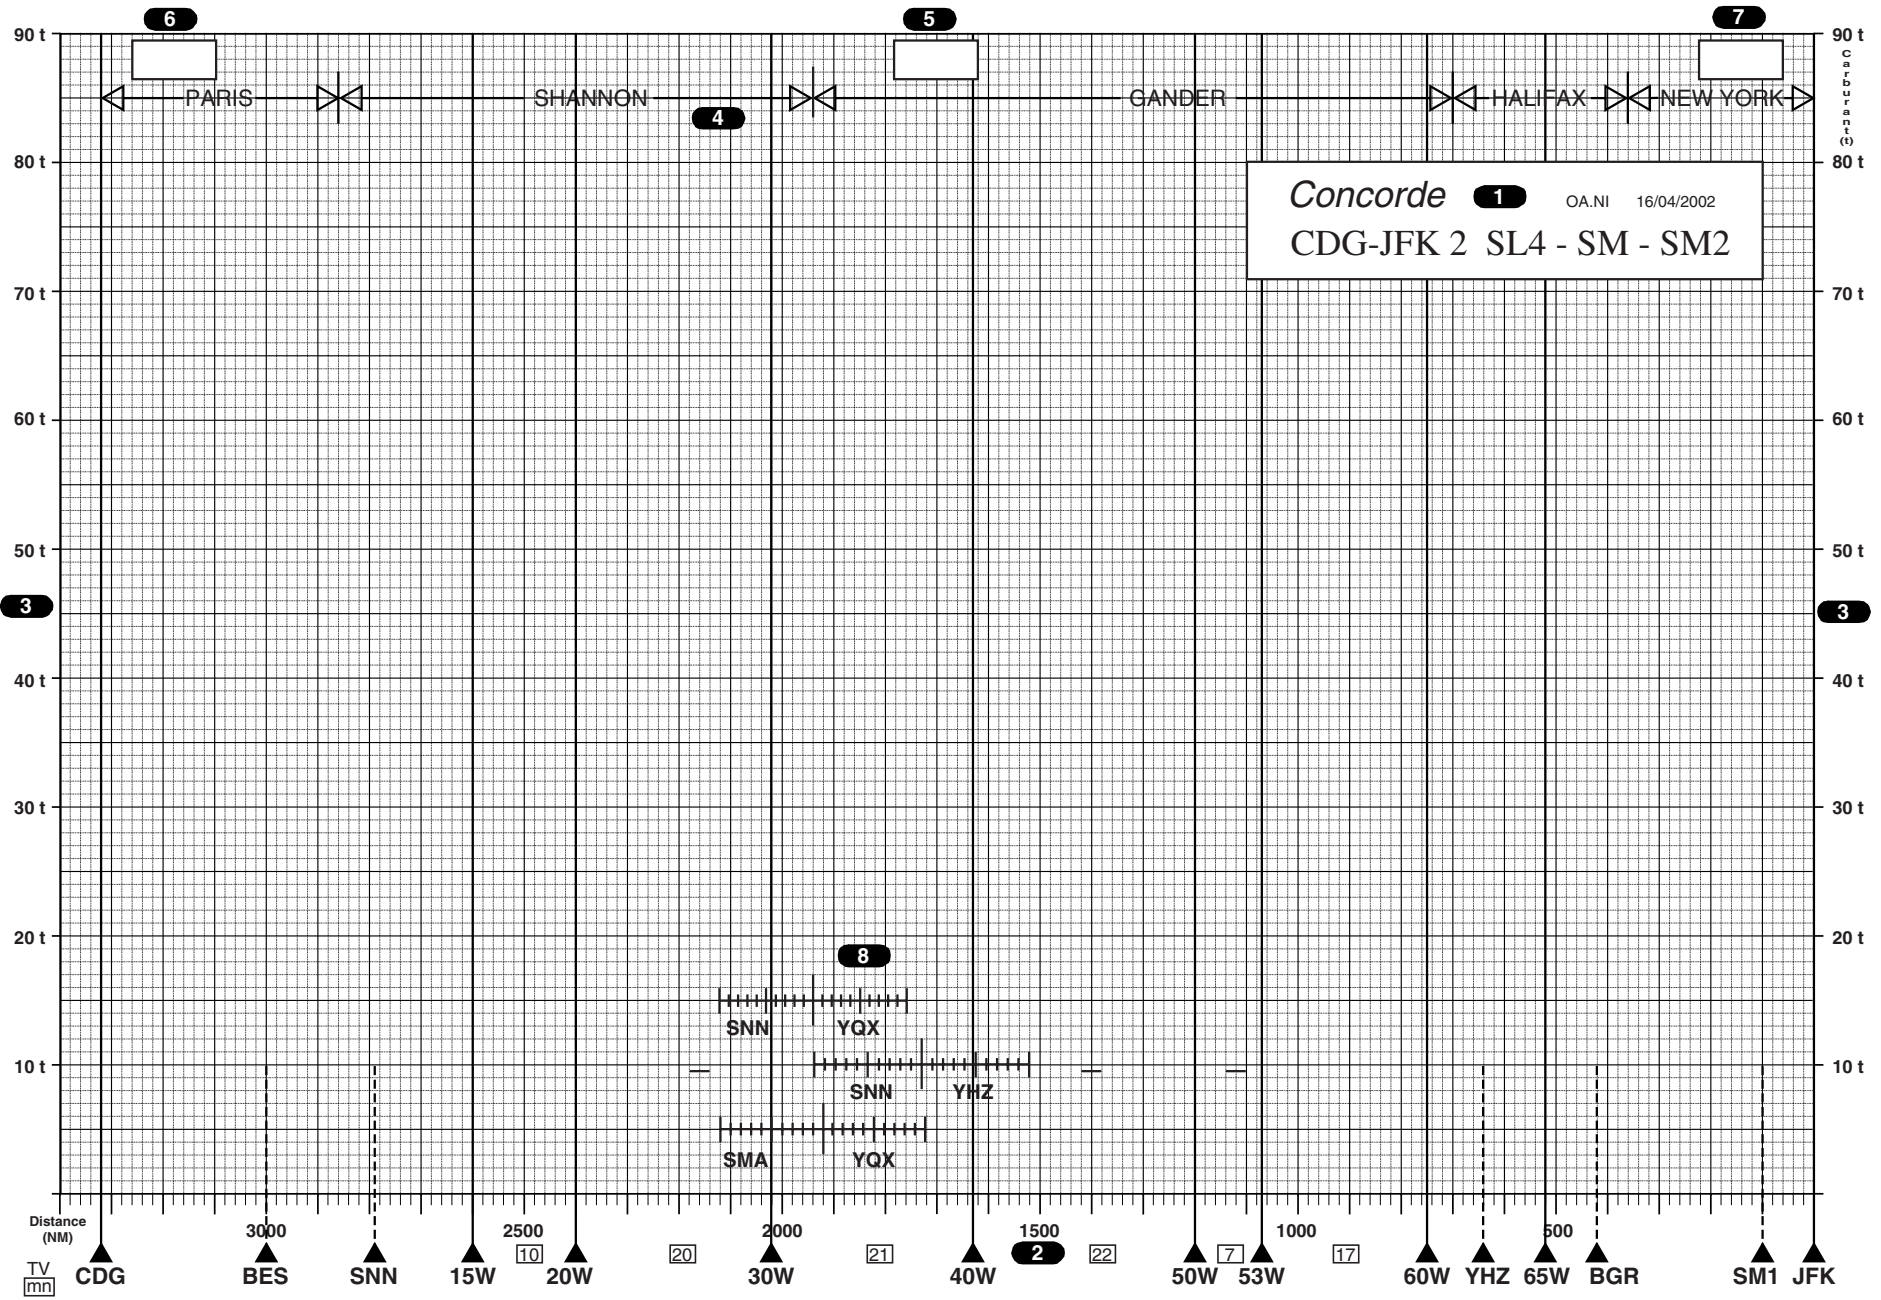 6 5 7
90 t 90 t
PARIS SHANNON GANDER HALIFAX NEW YORK
Carburant (t)
4
80 t 80 t
Concorde 1 OA.NI 16/04/2002
CDG-JFK 2 SL4 - SM - SM2
70 t 70 t
60 t 60 t
50 t 50 t
3 3
40 t 40 t
30 t 30 t
20 t 20 t
8
SNN YQX
10 t 10 t
SNN YHZ
SMA YQX
Distance (NM) 3000 2500 2000 1500 1000 500
10 20 21 2 22 7 17
TV
mn
CDG BES SNN 15W 20W 30W 40W 50W 53W 60W YHZ 65W BGR SM1 JFK